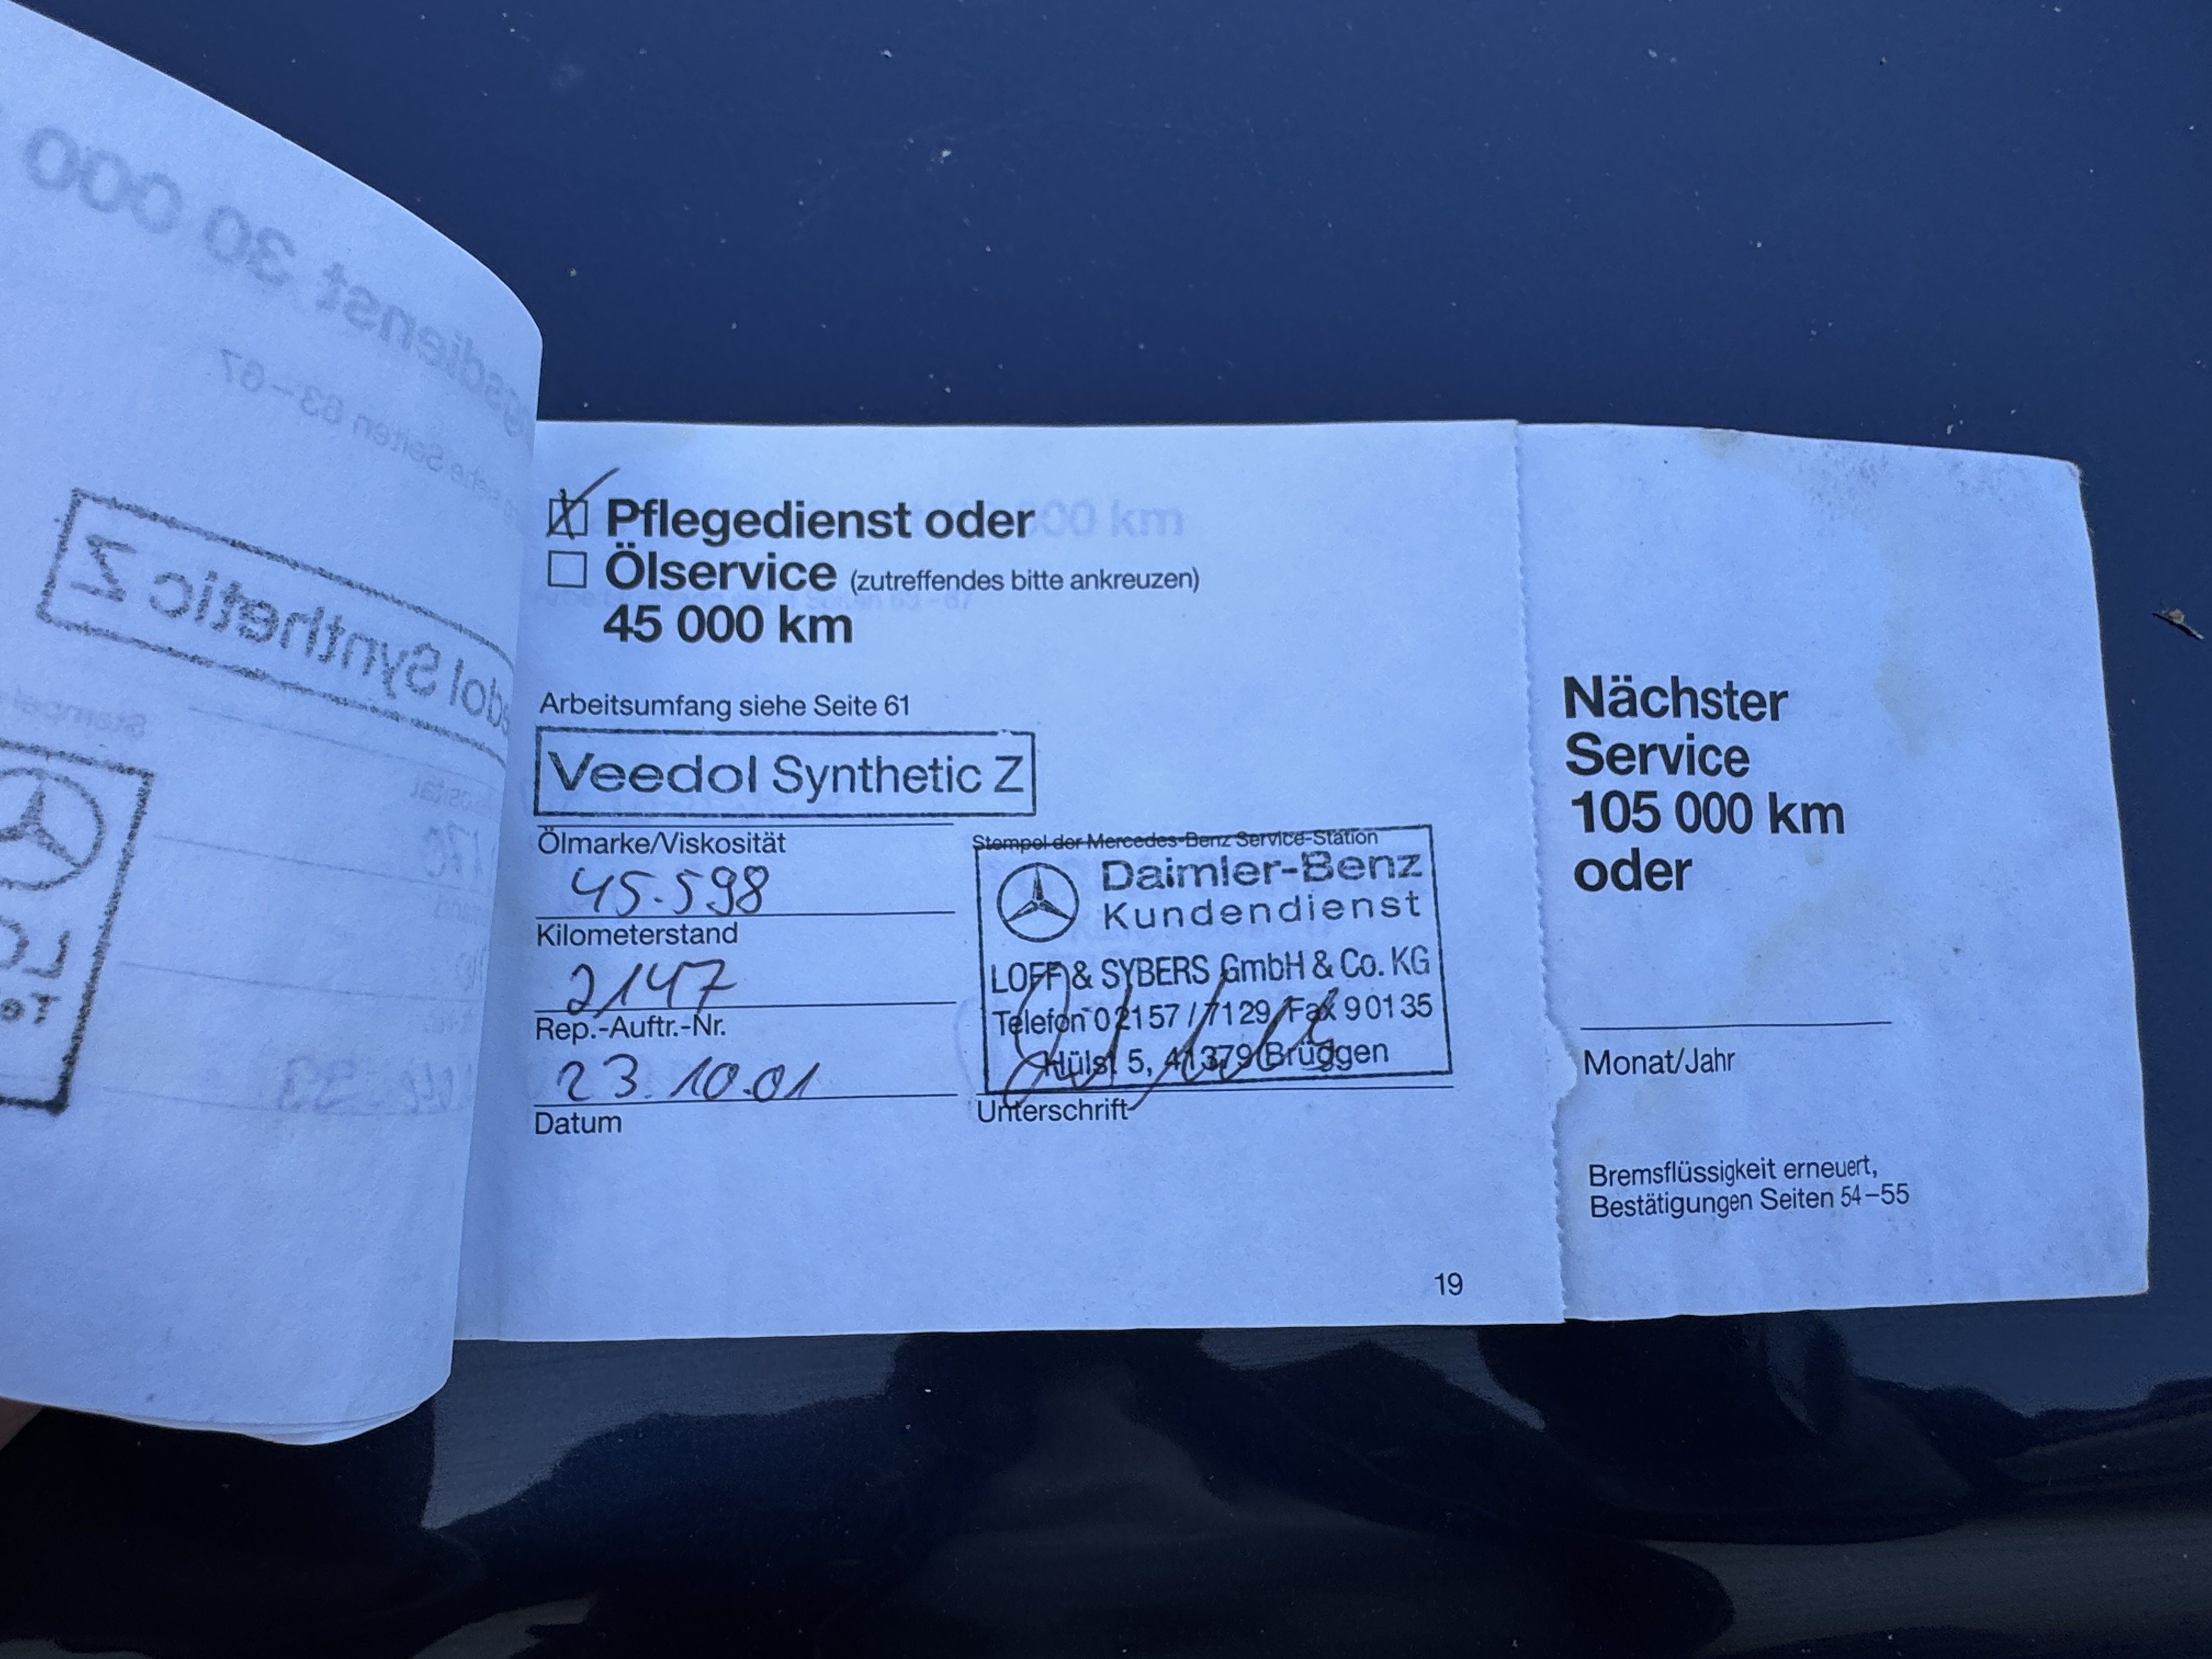 Pflegedienst oder
Ölservice (zutreffendes bitte ankreuzen)
45 000 km
Arbeitsumfang siehe Seite 61
Veedol Synthetic Z
Ölmarke/Viskosität
45.598
Kilometerstand
2147
Rep.-Auftr.-Nr.
23.10.01
Datum
Stempel der Mercedes-Benz Service-Station
Daimler-Benz
Kundendienst
LOFF & SYBERS GmbH & Co. KG
Telefon 02157/7129 Fax 90135
Hülst 5, 41379 Brüggen
Unterschrift
19
Nächster
Service
105 000 km
oder
Monat/Jahr
Bremsflüssigkeit erneuert,
Bestätigungen Seiten 54–55